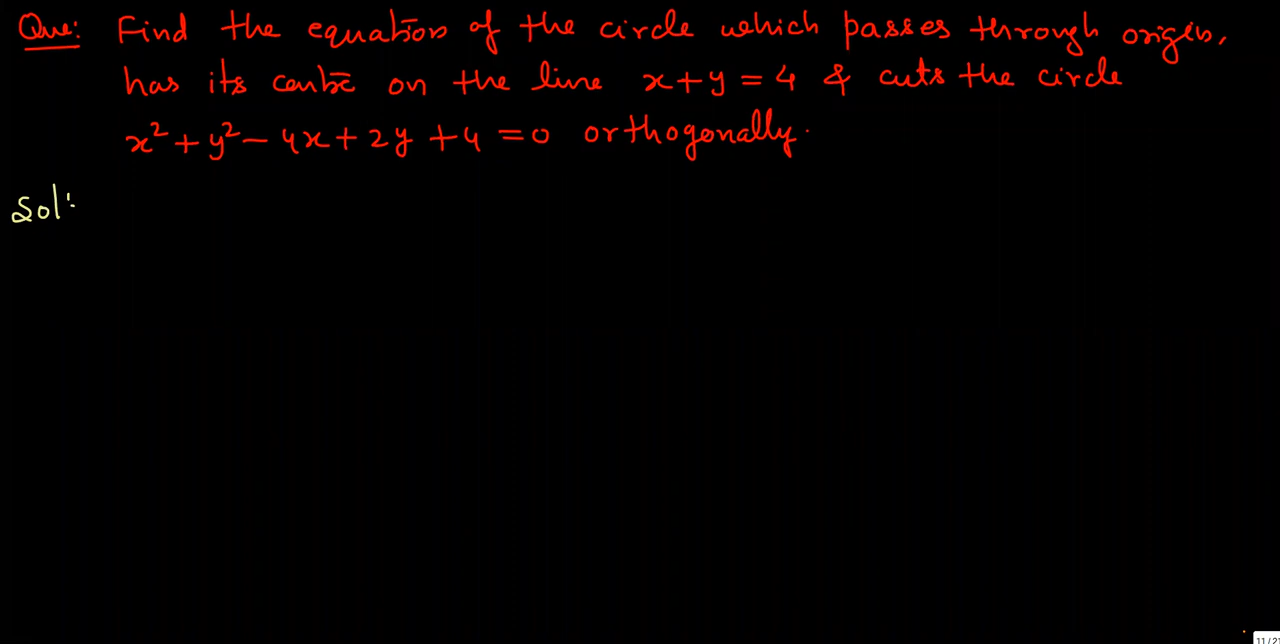 Que: Find the equation of the circle which passes through origin,
has its centre on the line x + y = 4 & cuts the circle
x² + y² - 4x + 2y + 4 = 0 orthogonally.
Sol: